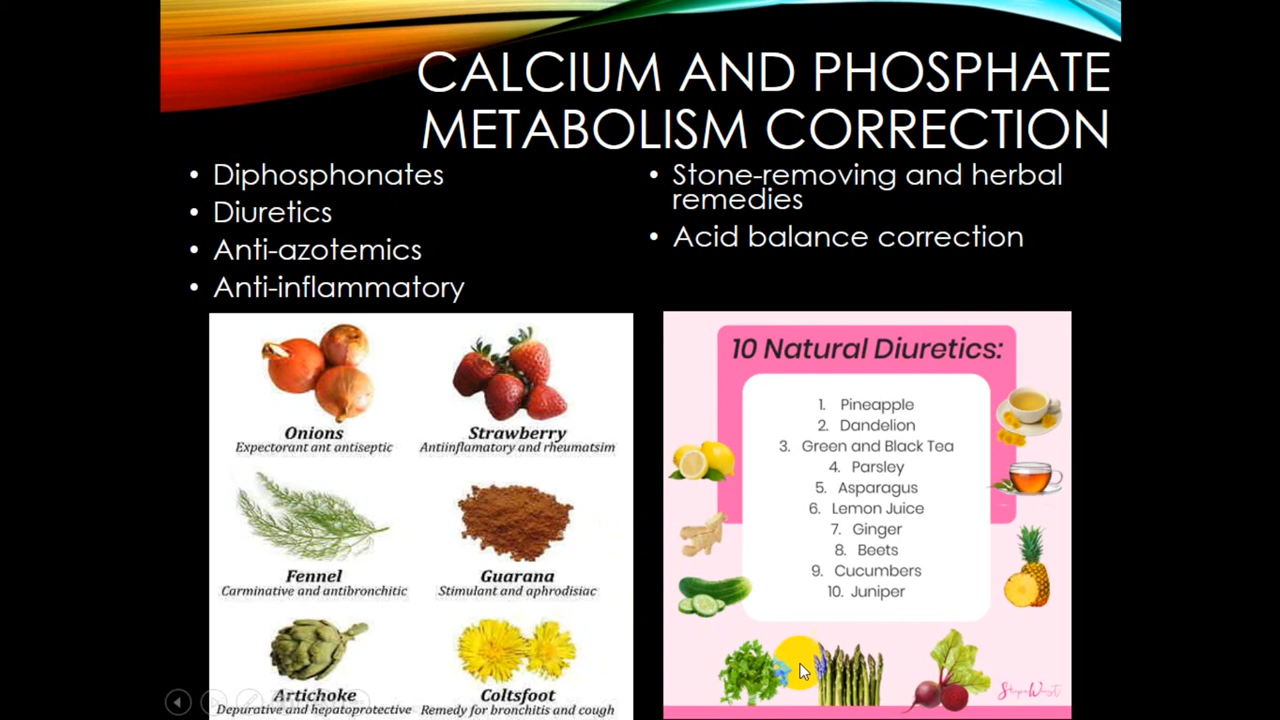 CALCIUM AND PHOSPHATE
METABOLISM CORRECTION
• Diphosphonates
• Diuretics
• Anti-azotemics
• Anti-inflammatory
• Stone-removing and herbal
remedies
• Acid balance correction
Onions
Expectorant ant antiseptic
Strawberry
Antiinflamatory and rheumatsim
Fennel
Carminative and antibronchitic
Guarana
Stimulant and aphrodisiac
Artichoke
Depurative and hepatoprotective
Coltsfoot
Remedy for bronchitis and cough
10 Natural Diuretics:
1. Pineapple
2. Dandelion
3. Green and Black Tea
4. Parsley
5. Asparagus
6. Lemon Juice
7. Ginger
8. Beets
9. Cucumbers
10. Juniper